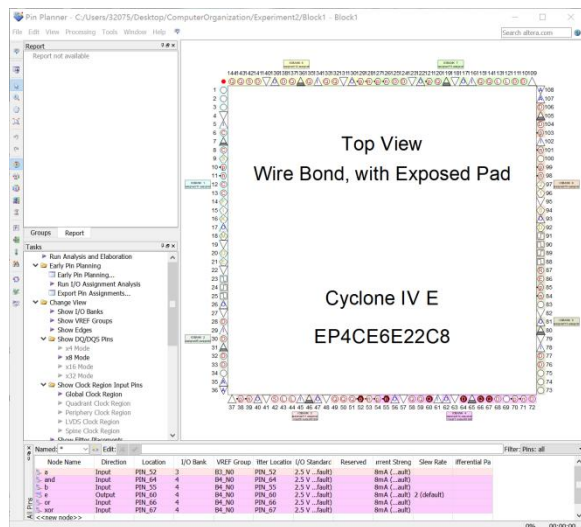 Pin Planner - C:/Users/32075/Desktop/ComputerOrganization/Experiment2/Block1 - Block1
File Edit View Processing Tools Window Help
Search altera.com
Report
Report not available
Groups Report
Tasks
Run Analysis and Elaboration
Early Pin Planning
Early Pin Planning...
Run I/O Assignment Analysis
Export Pin Assignments...
Change View
Show I/O Banks
Show VREF Groups
Show Edges
Show DQ/DQS Pins
x4 Mode
x8 Mode
x16 Mode
x32 Mode
Show Clock Region Input Pins
Global Clock Region
Quadrant Clock Region
Periphery Clock Region
LVDS Clock Region
Spine Clock Region
Top View
Wire Bond, with Exposed Pad
Cyclone IV E
EP4CE6E22C8
Named: * Edit: Filter: Pins: all
Node Name Direction Location I/O Bank VREF Group itter Location I/O Standard Reserved rrent Streng Slew Rate ifferential Pa
a Input PIN_52 3 B3_N0 PIN_52 2.5 V ...fault) 8mA (...ault)
and Input PIN_64 4 B4_N0 PIN_64 2.5 V ...fault) 8mA (...ault)
b Input PIN_55 4 B4_N0 PIN_55 2.5 V ...fault) 8mA (...ault)
e Output PIN_60 4 B4_N0 PIN_60 2.5 V ...fault) 8mA (...ault) 2 (default)
or Input PIN_66 4 B4_N0 PIN_66 2.5 V ...fault) 8mA (...ault)
xor Input PIN_67 4 B4_N0 PIN_67 2.5 V ...fault) 8mA (...ault)
<<new node>>
All Pins
0% 00:00:00